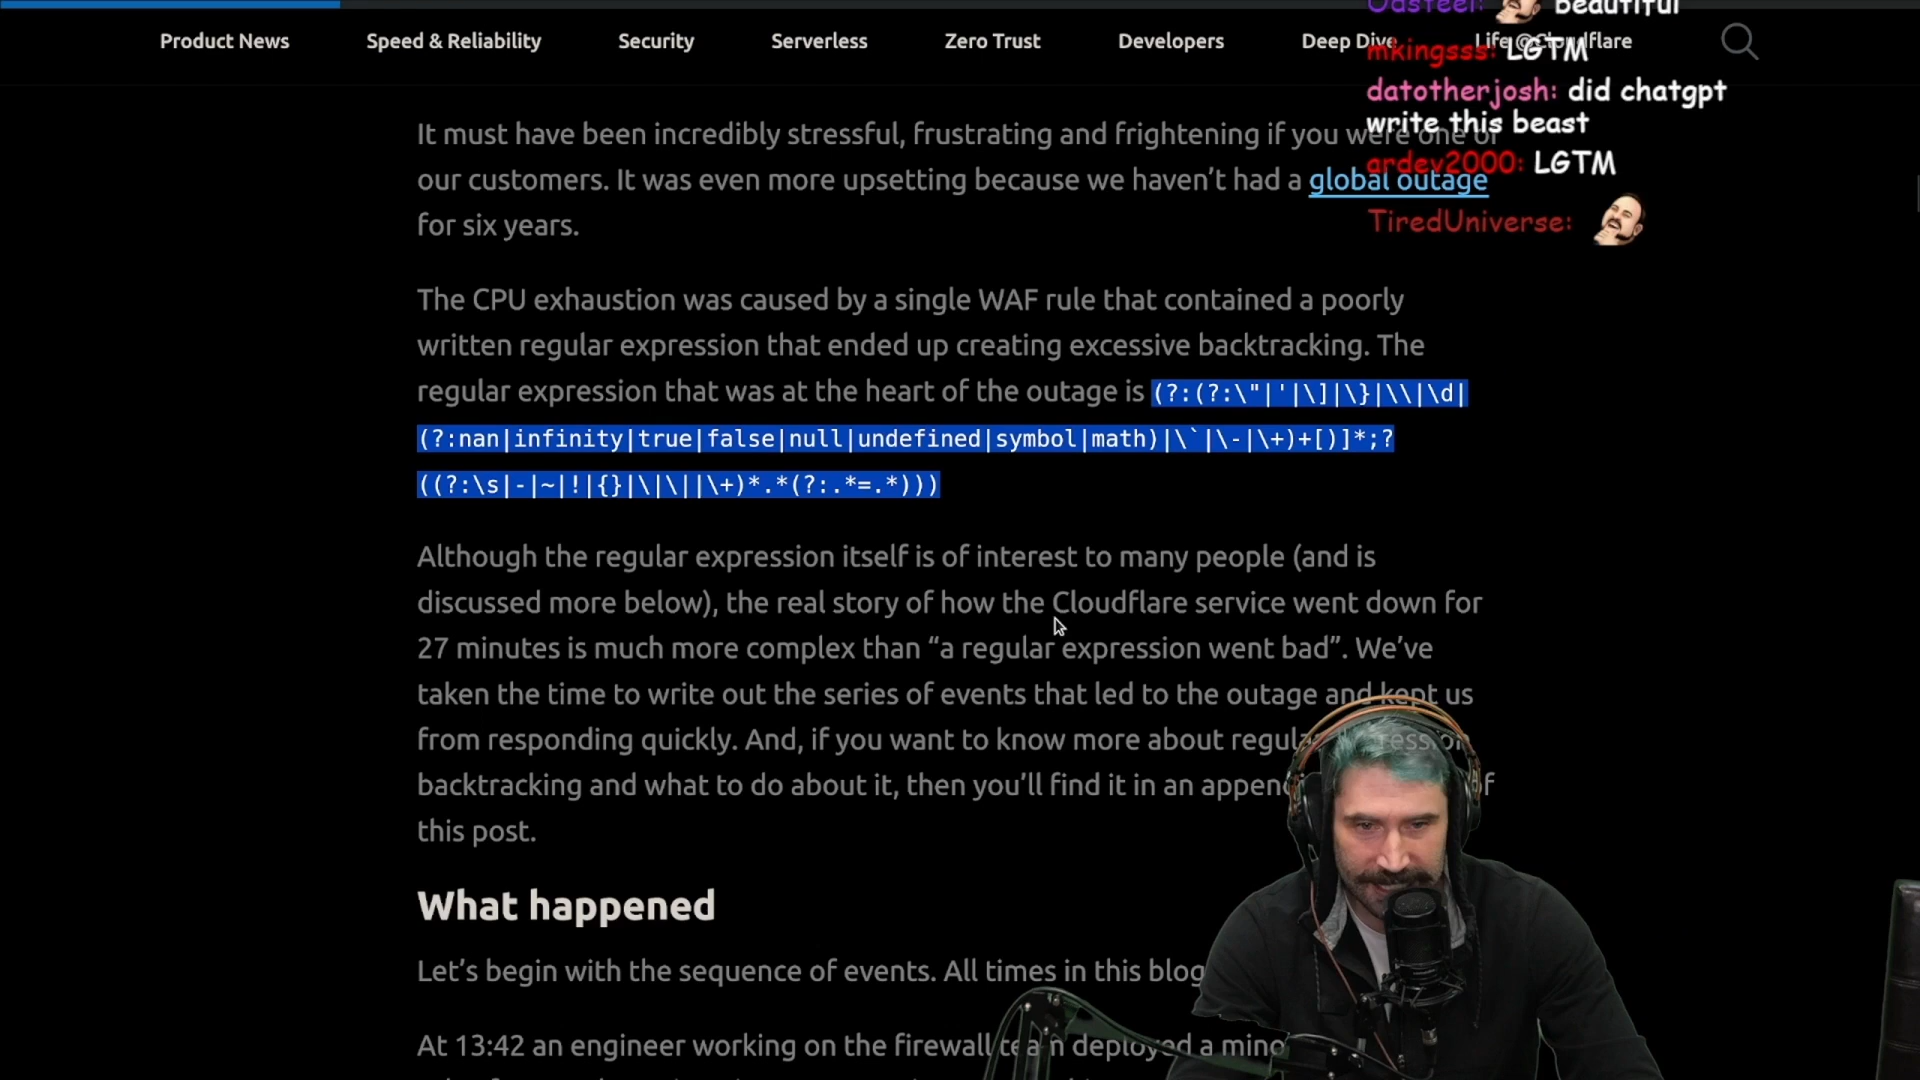 Product News Speed & Reliability Security Serverless Zero Trust Developers Deep Dive Life @Cloudflare
Odsteel: beautiful
mkingsss: LGTM
datotherjosh: did chatgpt
write this beast
ardev2000: LGTM
TiredUniverse:
It must have been incredibly stressful, frustrating and frightening if you were one of
our customers. It was even more upsetting because we haven't had a global outage
for six years.
The CPU exhaustion was caused by a single WAF rule that contained a poorly
written regular expression that ended up creating excessive backtracking. The
regular expression that was at the heart of the outage is (?:(?:\"|'|\]|\}|\\|\d|
(?:nan|infinity|true|false|null|undefined|symbol|math)|\`|\-|\+)+[)]*;?
((?:\s|-|~|!|{}|\|\||\+)*.*(?:.*=.*)))
Although the regular expression itself is of interest to many people (and is
discussed more below), the real story of how the Cloudflare service went down for
27 minutes is much more complex than “a regular expression went bad”. We’ve
taken the time to write out the series of events that led to the outage and kept us
from responding quickly. And, if you want to know more about regular
backtracking and what to do about it, then you’ll find it in an
this post.
What happened
Let’s begin with the sequence of events. All times in this blog
At 13:42 an engineer working on the firewall team deployed a